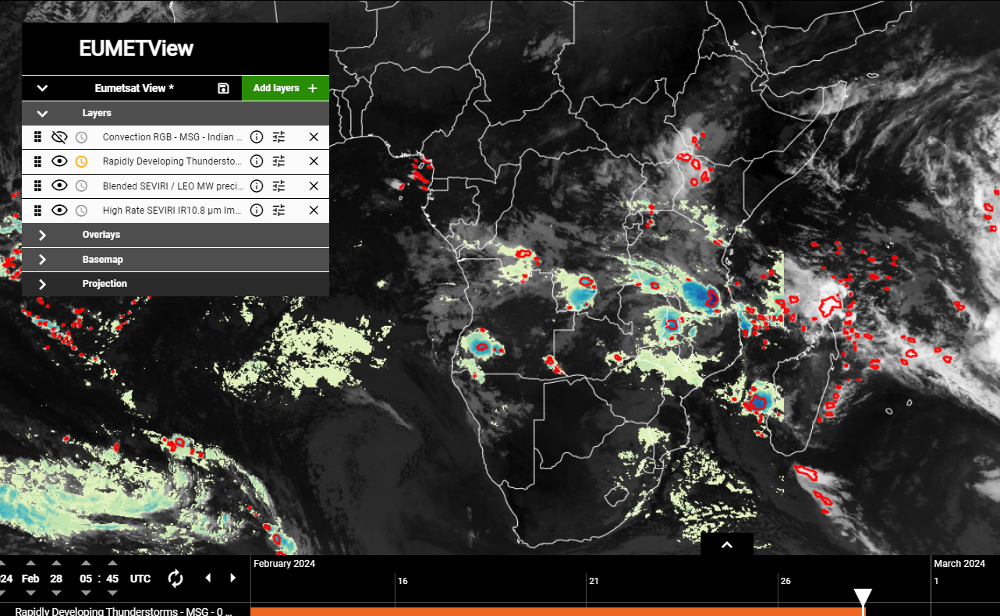 EUMETView
Eumetsat View *
Add layers +
Layers
Convection RGB - MSG - Indian ...
Rapidly Developing Thundersto...
Blended SEVIRI / LEO MW preci...
High Rate SEVIRI IR10.8 µm Im...
Overlays
Basemap
Projection
February 2024
March 2024
24 Feb 28 05 : 45 UTC
16
21
26
1
Rapidly Developing Thunderstorms - MSG - 0 ...